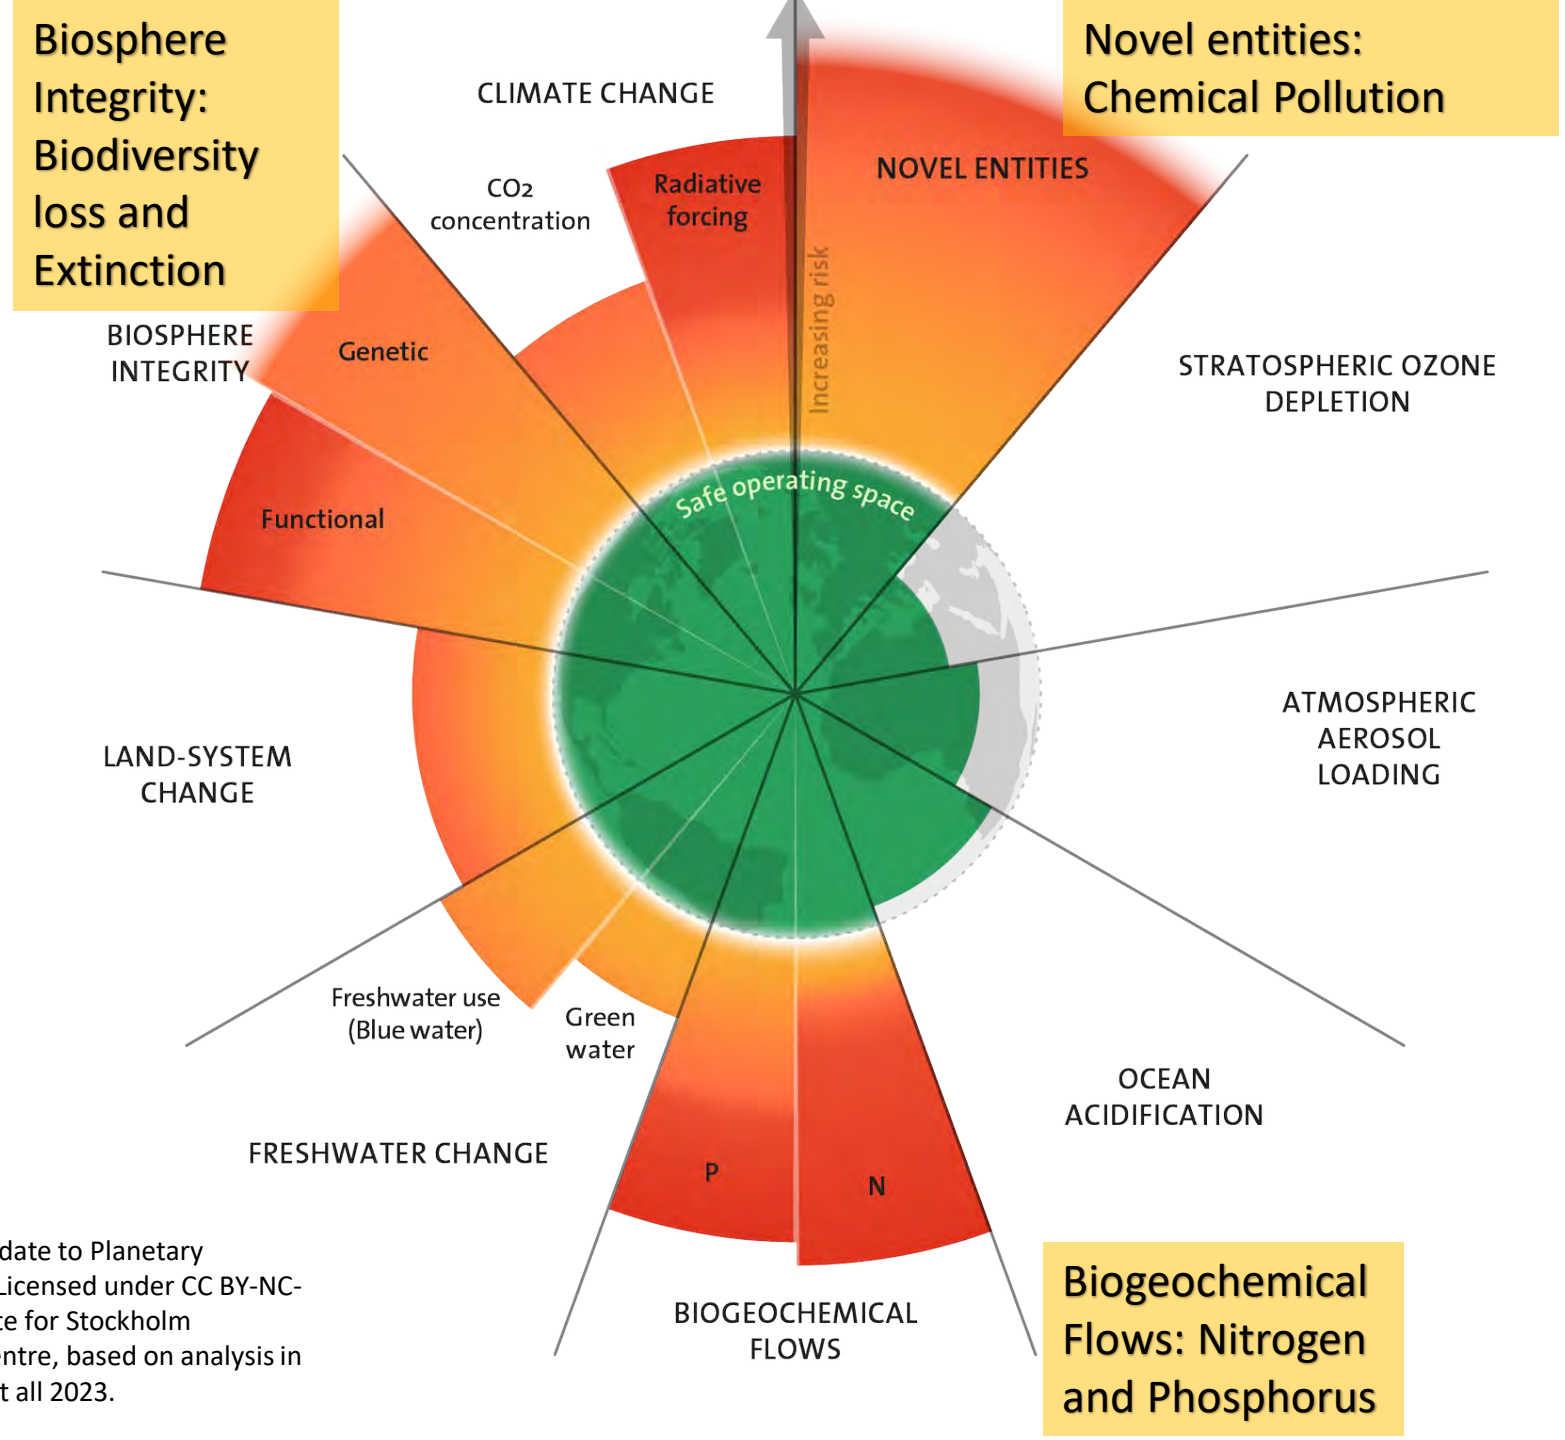 Biosphere
Integrity:
Biodiversity
loss and
Extinction
Novel entities:
Chemical Pollution
CLIMATE CHANGE
CO2
concentration
Radiative
forcing
NOVEL ENTITIES
Increasing risk
BIOSPHERE
INTEGRITY
Genetic
Functional
STRATOSPHERIC OZONE
DEPLETION
Safe operating space
ATMOSPHERIC
AEROSOL
LOADING
LAND-SYSTEM
CHANGE
Freshwater use
(Blue water)
Green
water
FRESHWATER CHANGE
P
N
OCEAN
ACIDIFICATION
BIOGEOCHEMICAL
FLOWS
date to Planetary
Licensed under CC BY-NC-
te for Stockholm
entre, based on analysis in
t all 2023.
Biogeochemical
Flows: Nitrogen
and Phosphorus